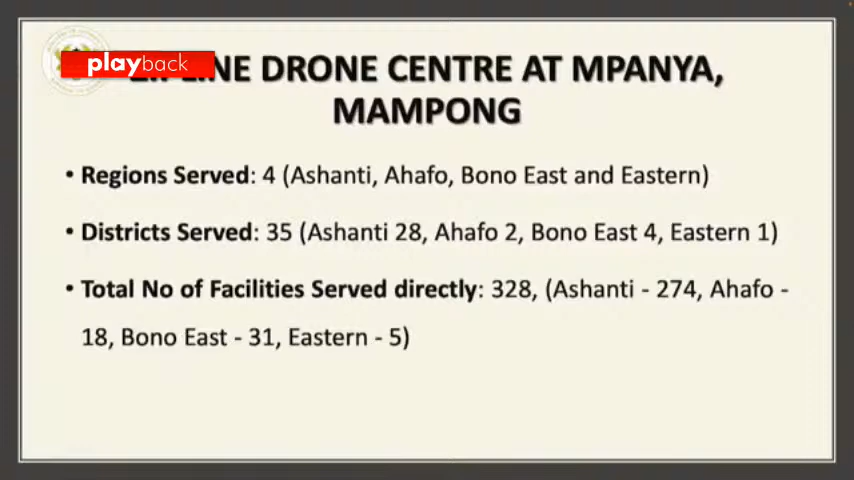 playback
LINE DRONE CENTRE AT MPANYA,
MAMPONG
• Regions Served: 4 (Ashanti, Ahafo, Bono East and Eastern)
• Districts Served: 35 (Ashanti 28, Ahafo 2, Bono East 4, Eastern 1)
• Total No of Facilities Served directly: 328, (Ashanti - 274, Ahafo -
18, Bono East - 31, Eastern - 5)